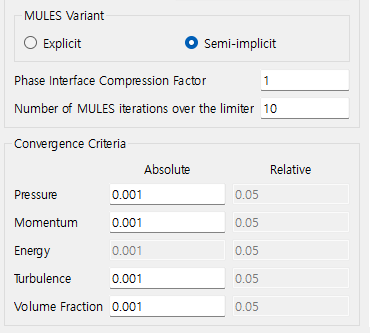 MULES Variant
Explicit Semi-implicit
Phase Interface Compression Factor 1
Number of MULES iterations over the limiter 10
Convergence Criteria
Absolute Relative
Pressure 0.001 0.05
Momentum 0.001 0.05
Energy 0.001 0.05
Turbulence 0.001 0.05
Volume Fraction 0.001 0.05